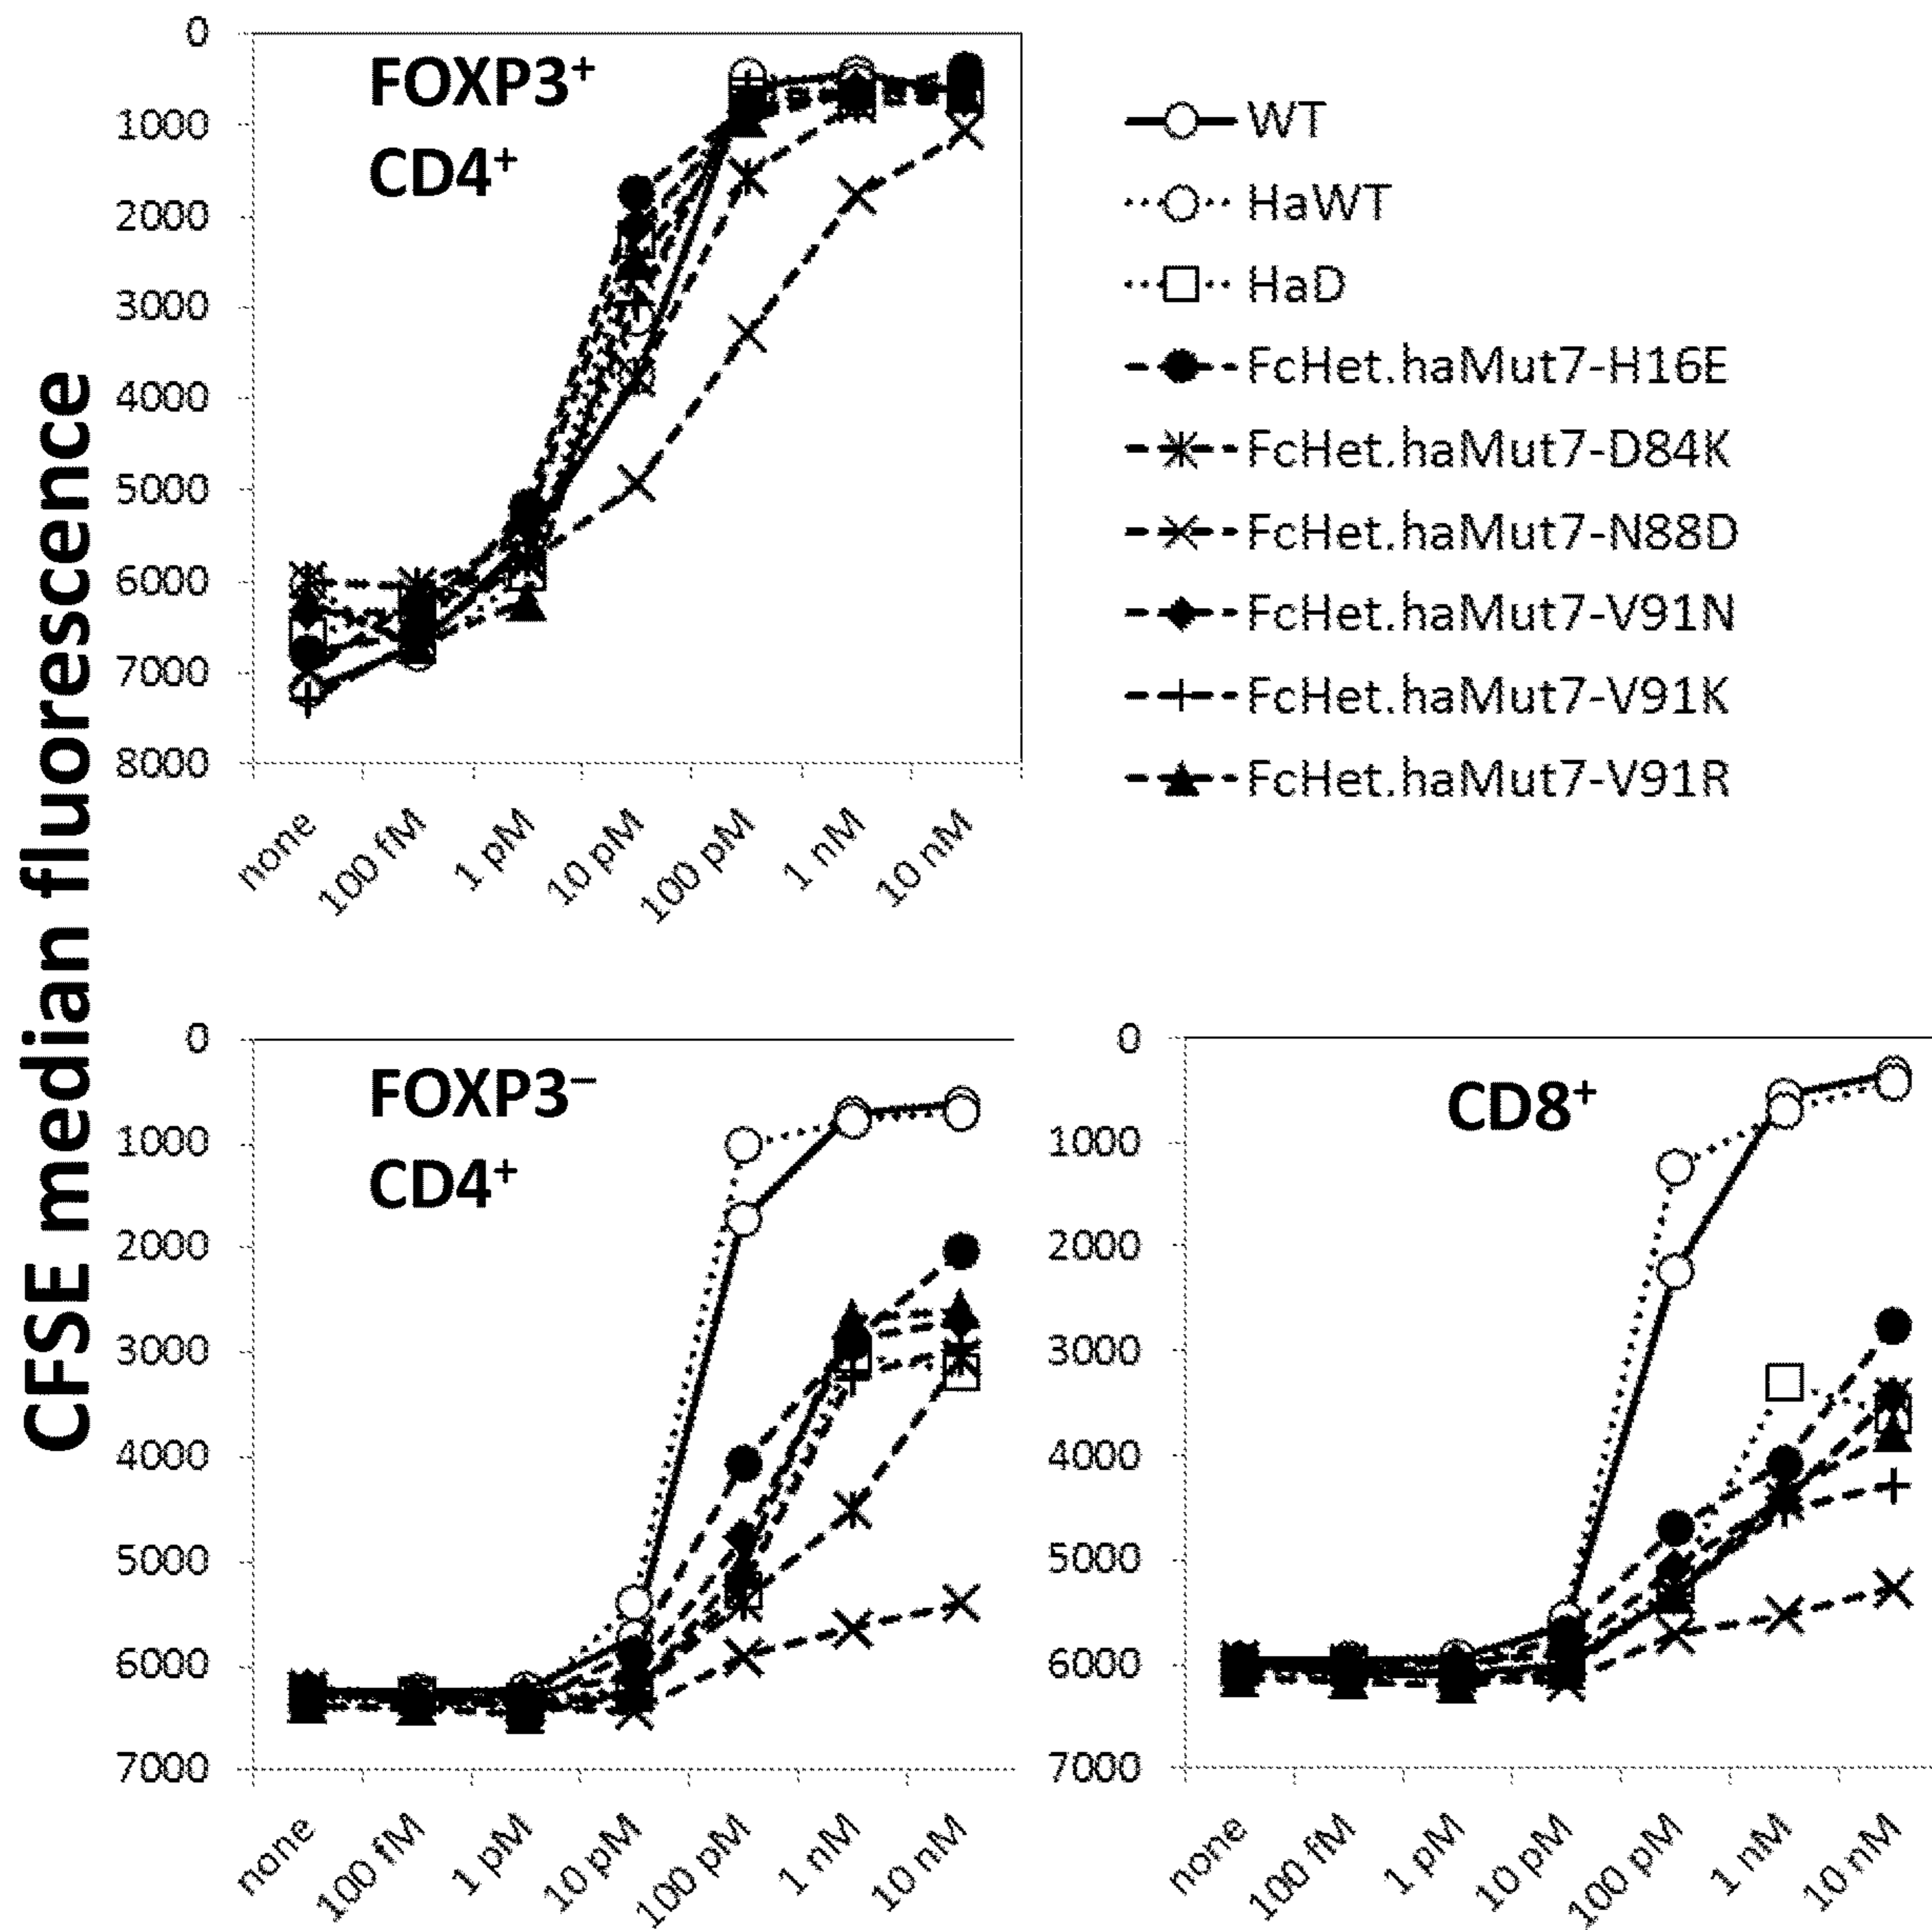 CFSE median fluorescence
0
1000
2000
3000
4000
5000
6000
7000
8000
FOXP3⁺
CD4⁺
none
100 fM
1 pM
10 pM
100 pM
1 nM
10 nM
WT
HaWT
HaD
FcHet.haMut7-H16E
FcHet.haMut7-D84K
FcHet.haMut7-N88D
FcHet.haMut7-V91N
FcHet.haMut7-V91K
FcHet.haMut7-V91R
0
1000
2000
3000
4000
5000
6000
7000
FOXP3⁻
CD4⁺
none
100 fM
1 pM
10 pM
100 pM
1 nM
10 nM
0
1000
2000
3000
4000
5000
6000
7000
CD8⁺
none
100 fM
1 pM
10 pM
100 pM
1 nM
10 nM